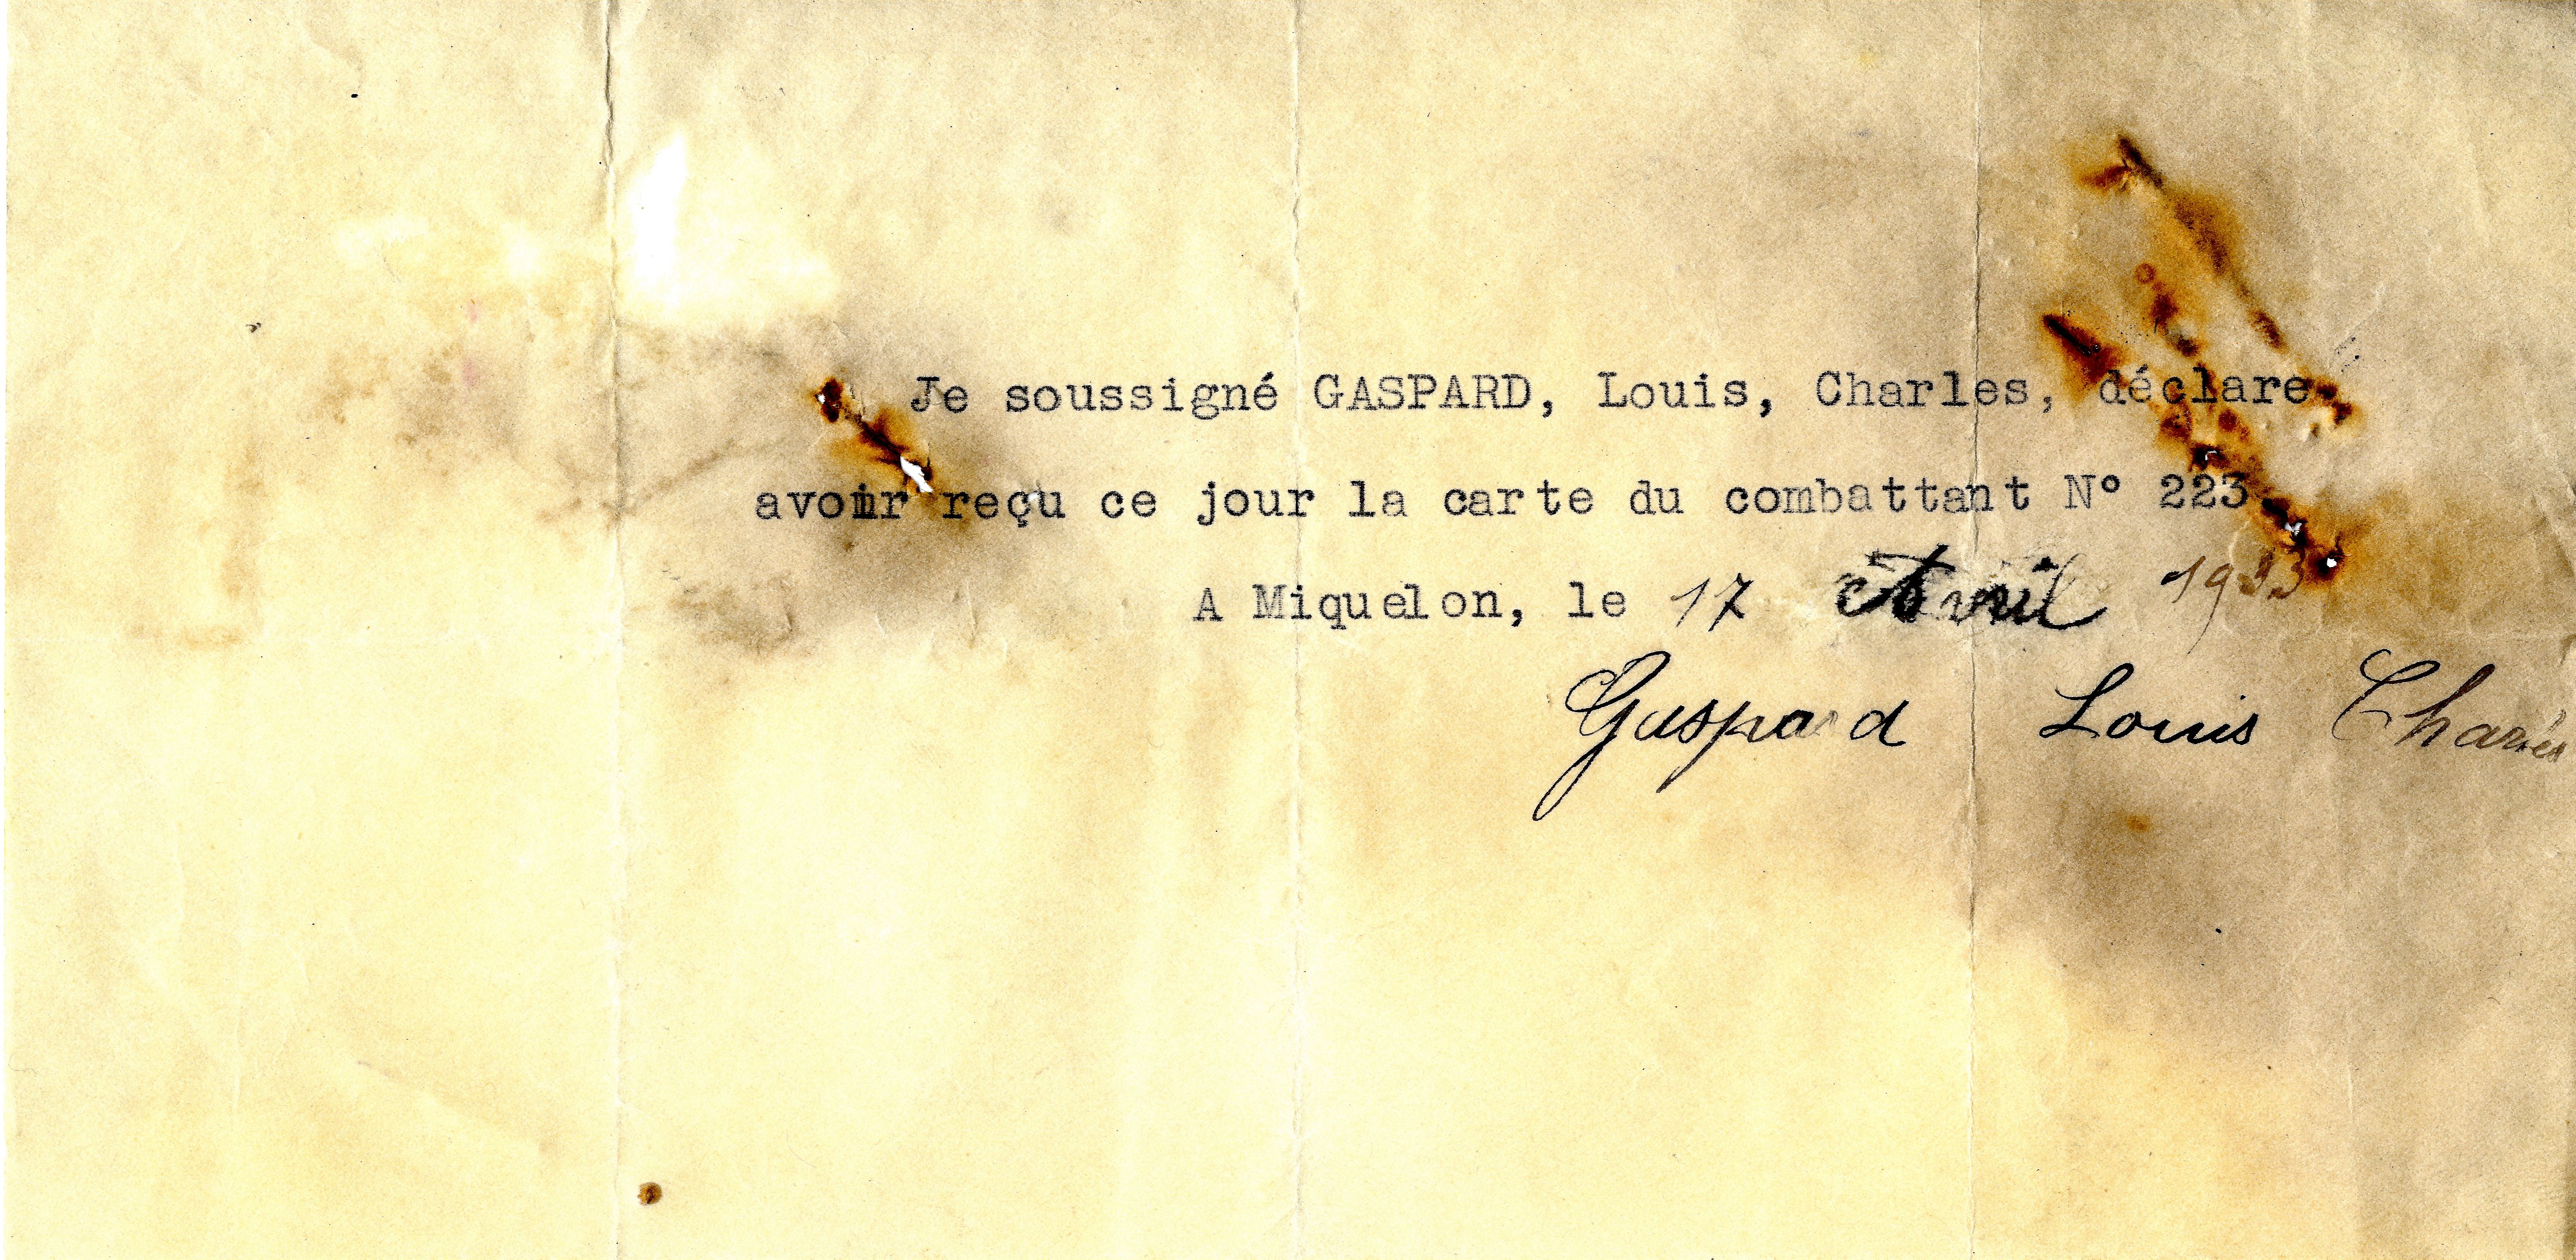 Je soussigné GASPARD, Louis, Charles, déclare
avoir reçu ce jour la carte du combattant N° 223.
A Miquelon, le 17 Avril 1933
Gaspard Louis Charles